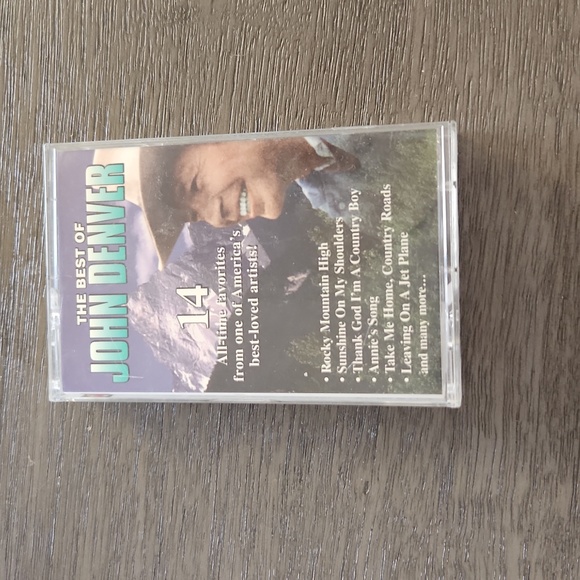 THE BEST OF
JOHN DENVER
14
All-time favorites
from one of America's
best-loved artists!
• Rocky Mountain High
• Sunshine On My Shoulders
• Thank God I'm A Country Boy
• Annie's Song
• Take Me Home, Country Roads
• Leaving On A Jet Plane
and many more...